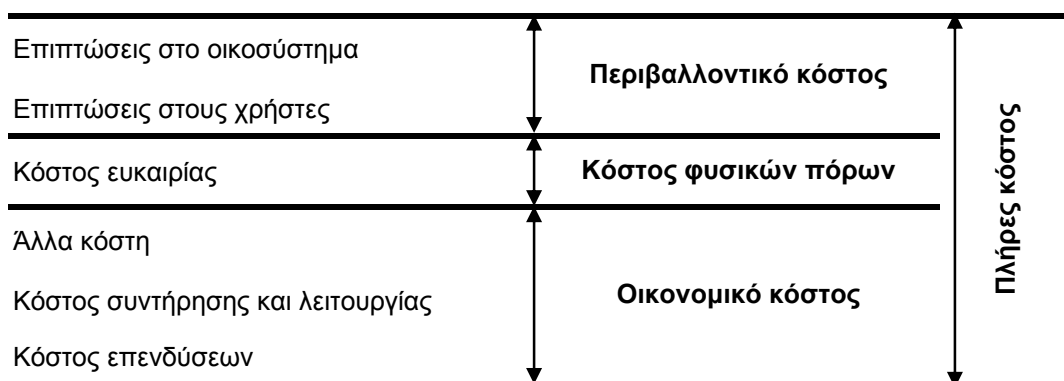 Επιπτώσεις στο οικοσύστημα
Επιπτώσεις στους χρήστες
Περιβαλλοντικό κόστος
Κόστος ευκαιρίας
Κόστος φυσικών πόρων
Άλλα κόστη
Κόστος συντήρησης και λειτουργίας
Κόστος επενδύσεων
Οικονομικό κόστος
Πλήρες κόστος